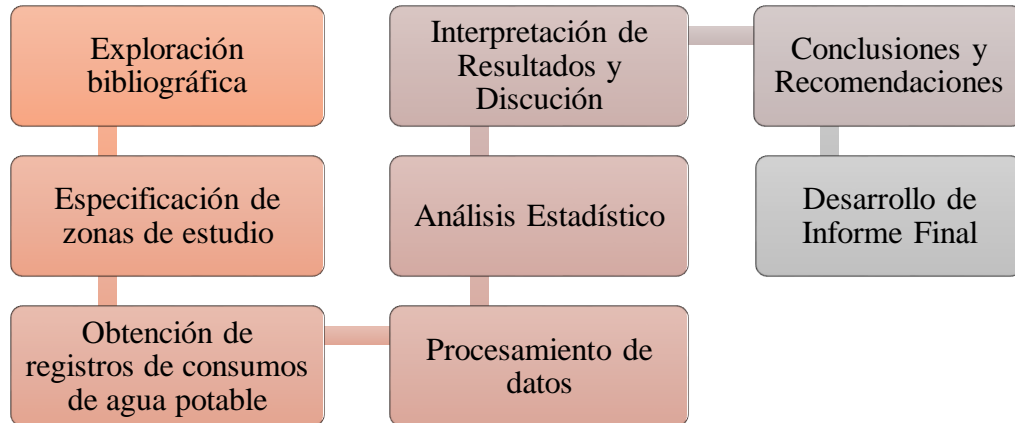 Exploración
bibliográfica
Especificación de
zonas de estudio
Obtención de
registros de consumos
de agua potable
Procesamiento de
datos
Análisis Estadístico
Interpretación de
Resultados y
Discución
Conclusiones y
Recomendaciones
Desarrollo de
Informe Final